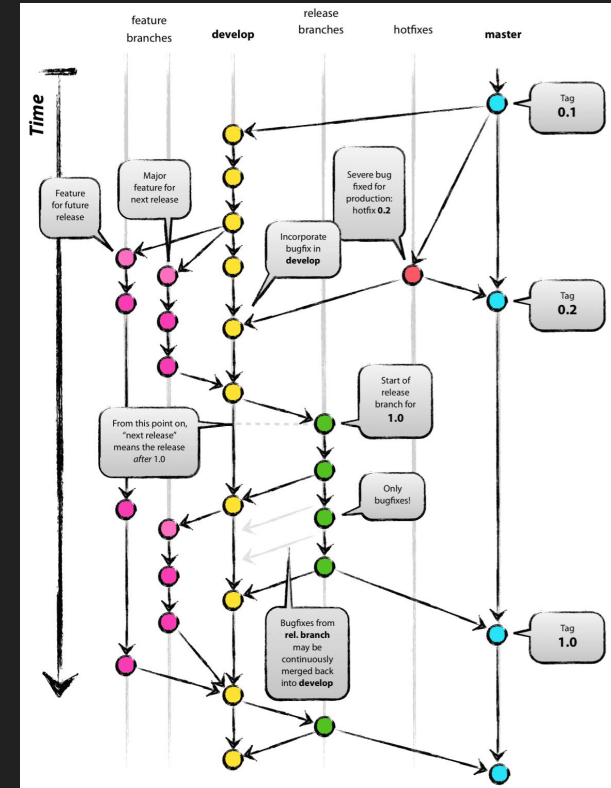 feature
branches
develop
release
branches
hotfixes
master
Time
Tag
0.1
Feature
for future
release
Major
feature for
next release
Severe bug
fixed for
production:
hotfix 0.2
Incorporate
bugfix in
develop
Tag
0.2
Start of
release
branch for
1.0
From this point on,
“next release”
means the release
after 1.0
Only
bugfixes!
Bugfixes from
rel. branch
may be
continuously
merged back
into develop
Tag
1.0